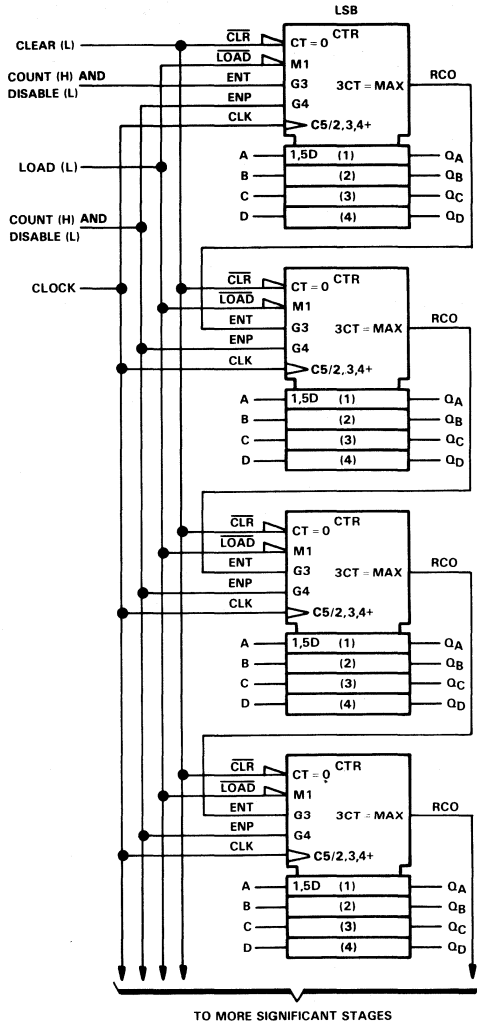 LSB
CLEAR (L)
CLR
CT = 0 CTR
LOAD
M1
COUNT (H) AND
DISABLE (L)
ENT
G3 3CT = MAX
RCO
ENP
G4
CLK
C5/2,3,4+
A 1,5D (1) QA
LOAD (L)
B (2) QB
C (3) QC
D (4) QD
COUNT (H) AND
DISABLE (L)
CLOCK
CLR
CT = 0 CTR
LOAD
M1
ENT
G3 3CT = MAX
RCO
ENP
G4
CLK
C5/2,3,4+
A 1,5D (1) QA
B (2) QB
C (3) QC
D (4) QD
CLR
CT = 0 CTR
LOAD
M1
ENT
G3 3CT = MAX
RCO
ENP
G4
CLK
C5/2,3,4+
A 1,5D (1) QA
B (2) QB
C (3) QC
D (4) QD
CLR
CT = 0 CTR
LOAD
M1
ENT
G3 3CT = MAX
RCO
ENP
G4
CLK
C5/2,3,4+
A 1,5D (1) QA
B (2) QB
C (3) QC
D (4) QD
TO MORE SIGNIFICANT STAGES